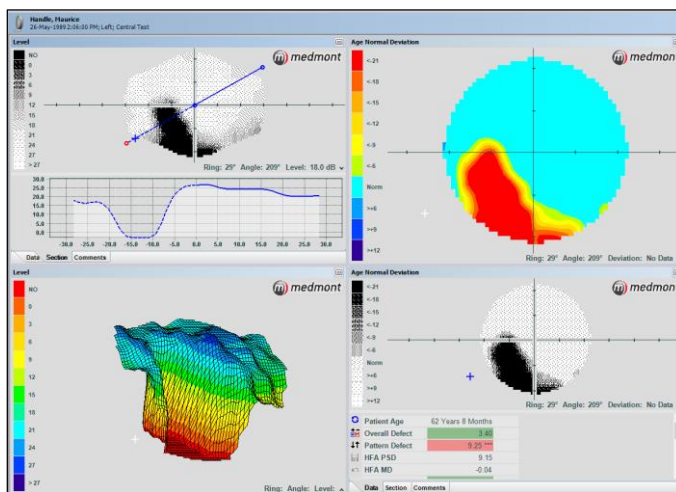 Handle, Maurice
26-May-1989 2:06:00 PM; Left; Central Test
Level
NO
0
3
6
9
12
15
18
21
24
27
> 27
medmont
Ring: 29° Angle: 209° Level: 18.0 dB
30.0
25.0
20.0
15.0
10.0
5.0
0.0
-30.0 -25.0 -20.0 -15.0 -10.0 -5.0 0.0 5.0 10.0 15.0 20.0 25.0 30.0
Data Section Comments
Age Normal Deviation
<-21
<-18
<-15
<-12
<-9
<-6
Norm
>+6
>+9
>+12
medmont
Ring: 29° Angle: 209° Deviation: No Data
Level
NO
0
3
6
9
12
15
18
21
24
27
> 27
medmont
Ring: Angle: Level:
Age Normal Deviation
<-21
<-18
<-15
<-12
<-9
<-6
Norm
>+6
>+9
>+12
medmont
Ring: 29° Angle: 209° Deviation: No Data
Patient Age 62 Years 8 Months
Overall Defect 3.40
Pattern Defect 9.25 ***
HFA PSD 9.15
HFA MD -0.04
Data Section Comments